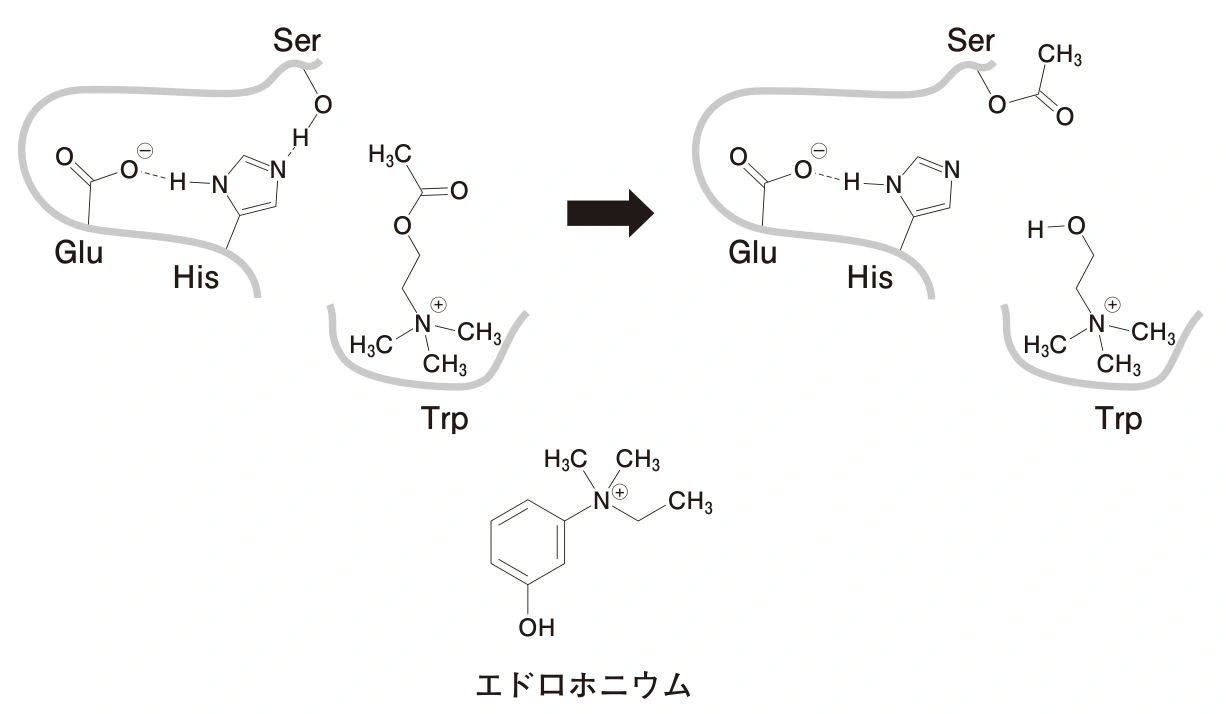 Ser
O
H
H₃C
O
O
⊖
H
N
N
O
O
Glu
His
N
⊕
H₃C
CH₃
CH₃
Trp
Ser
CH₃
O
O
O
O
⊖
H
N
N
Glu
His
H
O
N
⊕
H₃C
CH₃
CH₃
Trp
H₃C
CH₃
N
⊕
CH₃
OH
エドロホニウム